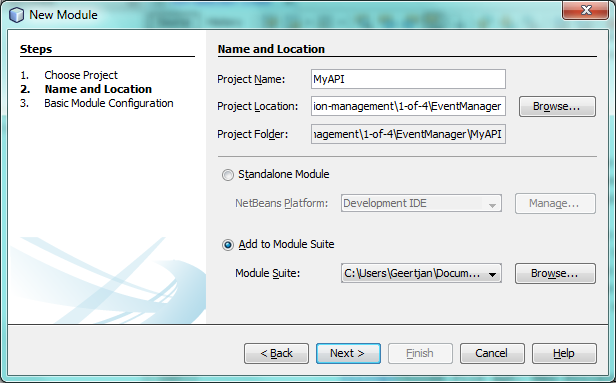 New Module
Steps
1. Choose Project
2. Name and Location
3. Basic Module Configuration
Name and Location
Project Name: MyAPI
Project Location: ion-management\1-of-4\EventManager Browse...
Project Folder: nagement\1-of-4\EventManager\MyAPI
Standalone Module
NetBeans Platform: Development IDE Manage...
Add to Module Suite
Module Suite: C:\Users\Geertjan\Docum... Browse...
< Back Next > Finish Cancel Help